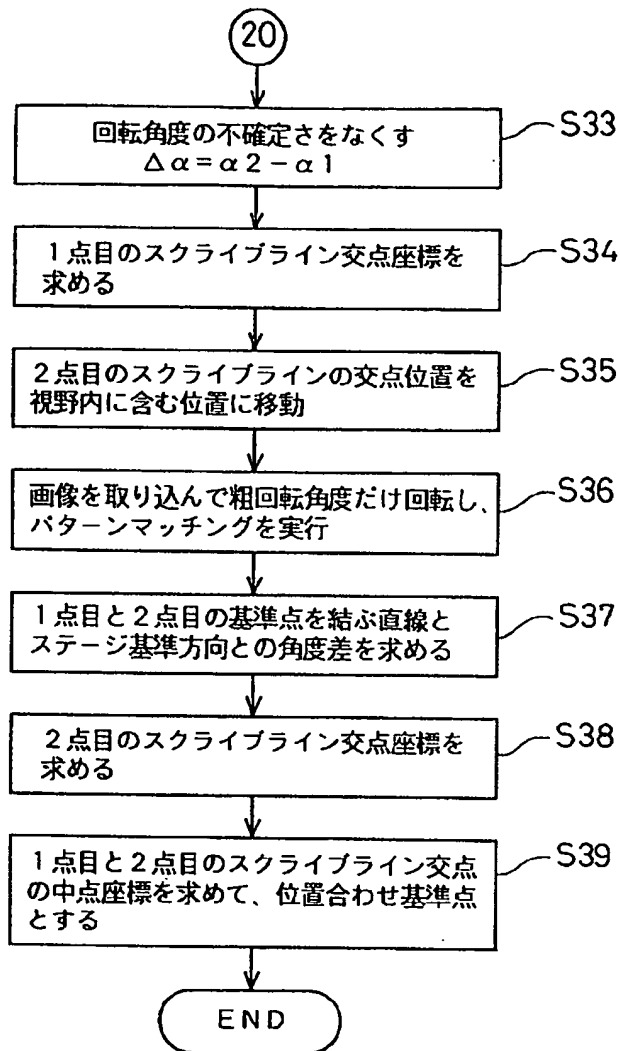 20
回転角度の不確定さをなくす
Δα=α2-α1
S33
1点目のスクライブライン交点座標を
求める
S34
2点目のスクライブラインの交点位置を
視野内に含む位置に移動
S35
画像を取り込んで粗回転角度だけ回転し、
パターンマッチングを実行
S36
1点目と2点目の基準点を結ぶ直線と
ステージ基準方向との角度差を求める
S37
2点目のスクライブライン交点座標を
求める
S38
1点目と2点目のスクライブライン交点
の中点座標を求めて、位置合わせ基準点
とする
S39
END